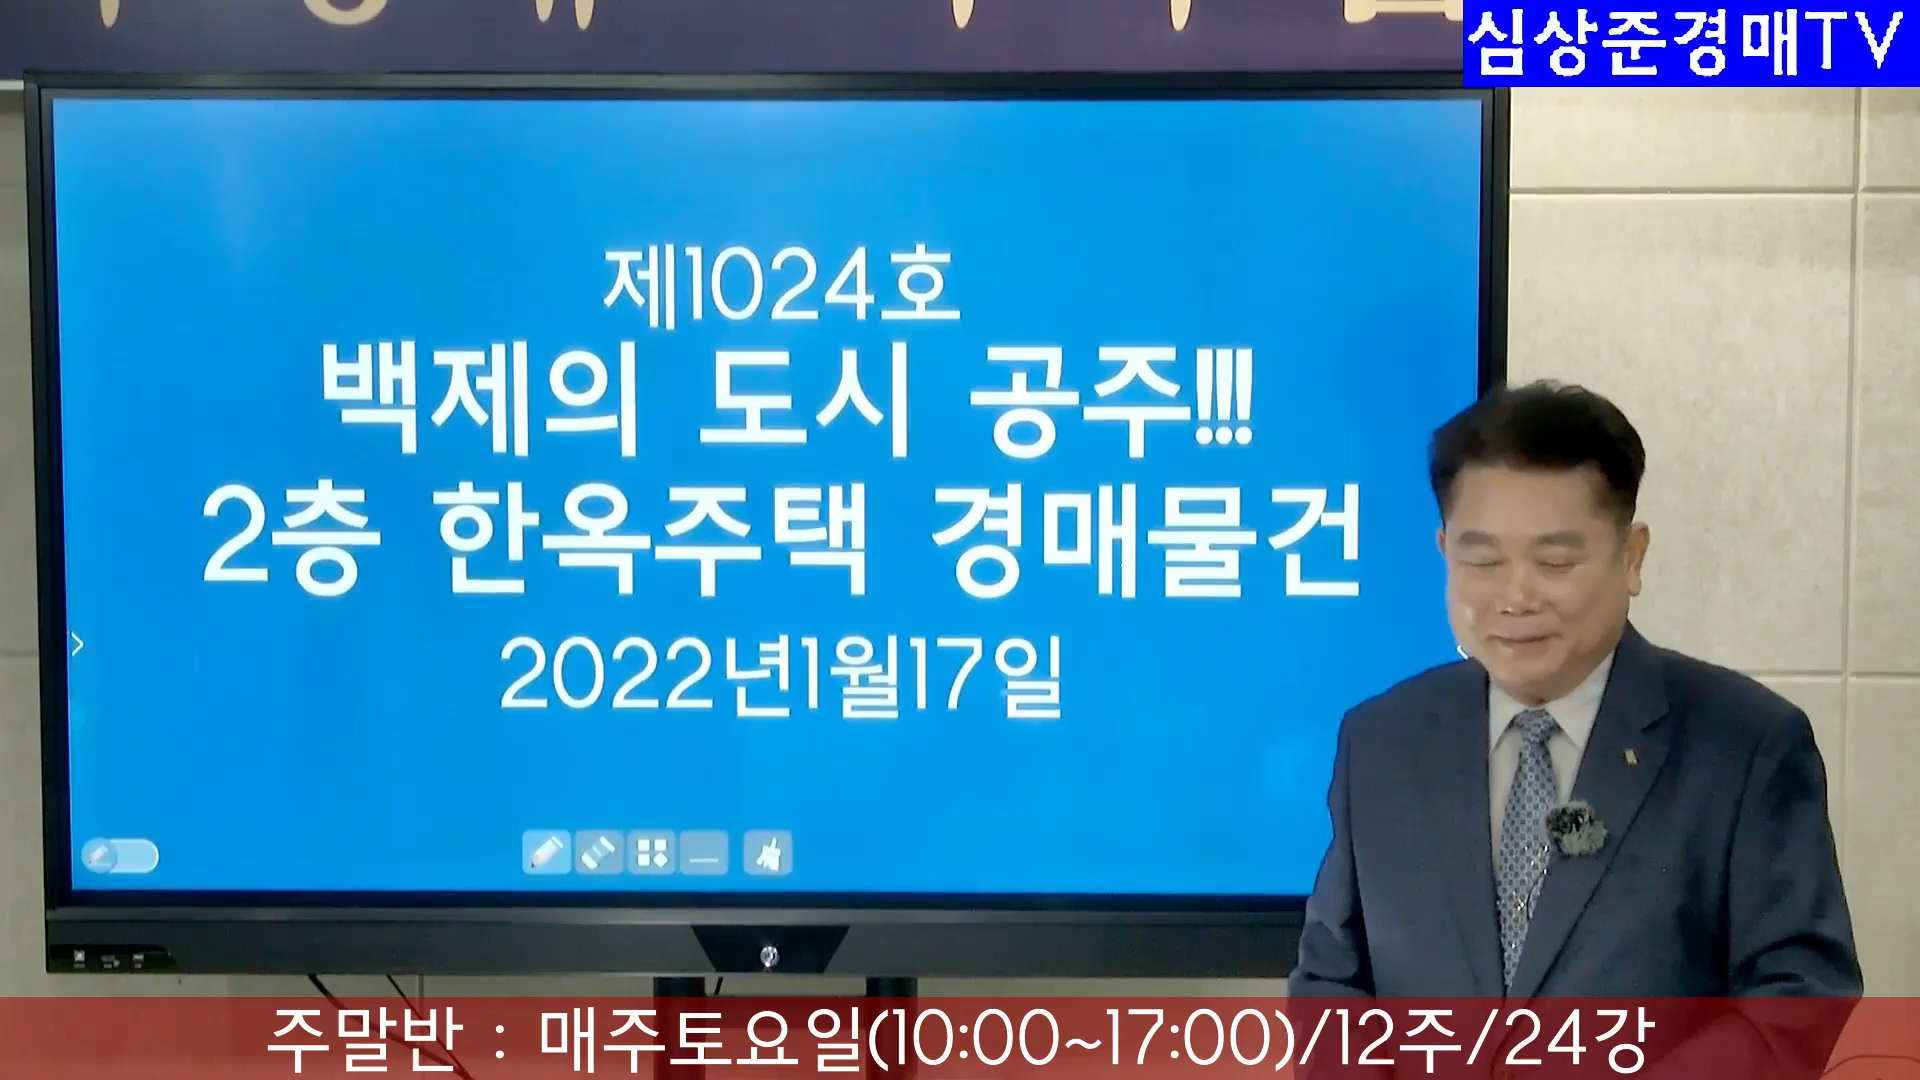 심상준경매TV
제1024호
백제의 도시 공주!!!
2층 한옥주택 경매물건
2022년1월17일
주말반 : 매주토요일(10:00~17:00)/12주/24강